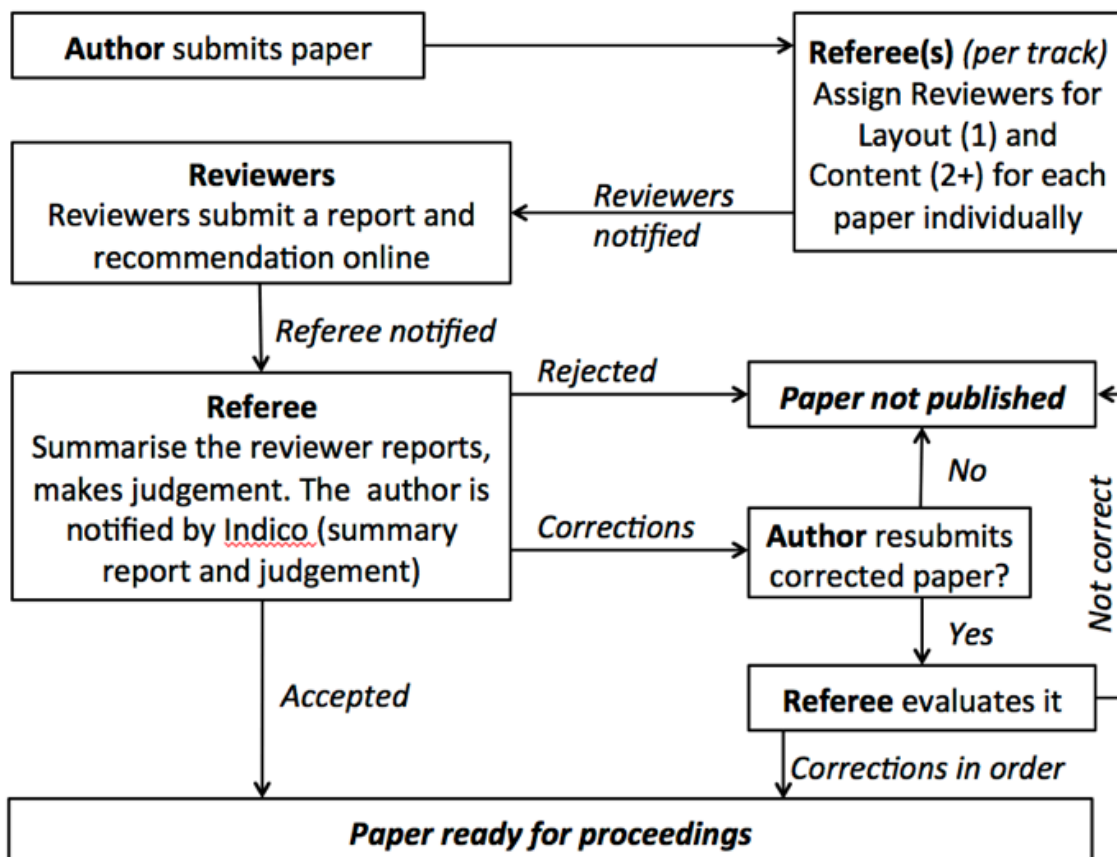 Author submits paper
Referee(s) (per track)
Assign Reviewers for
Layout (1) and
Content (2+) for each
paper individually
Reviewers
notified
Reviewers
Reviewers submit a report and
recommendation online
Referee notified
Referee
Summarise the reviewer reports,
makes judgement. The author is
notified by Indico (summary
report and judgement)
Rejected
Paper not published
No
Corrections
Author resubmits
corrected paper?
Not correct
Yes
Referee evaluates it
Accepted
Corrections in order
Paper ready for proceedings